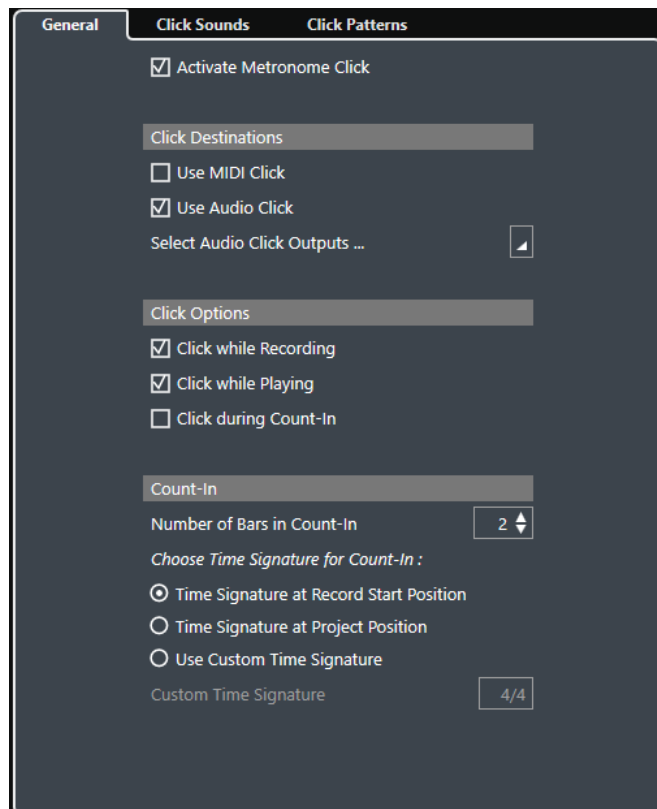 General Click Sounds Click Patterns
Activate Metronome Click
Click Destinations
Use MIDI Click
Use Audio Click
Select Audio Click Outputs ...
Click Options
Click while Recording
Click while Playing
Click during Count-In
Count-In
Number of Bars in Count-In 2
Choose Time Signature for Count-In :
Time Signature at Record Start Position
Time Signature at Project Position
Use Custom Time Signature
Custom Time Signature 4/4